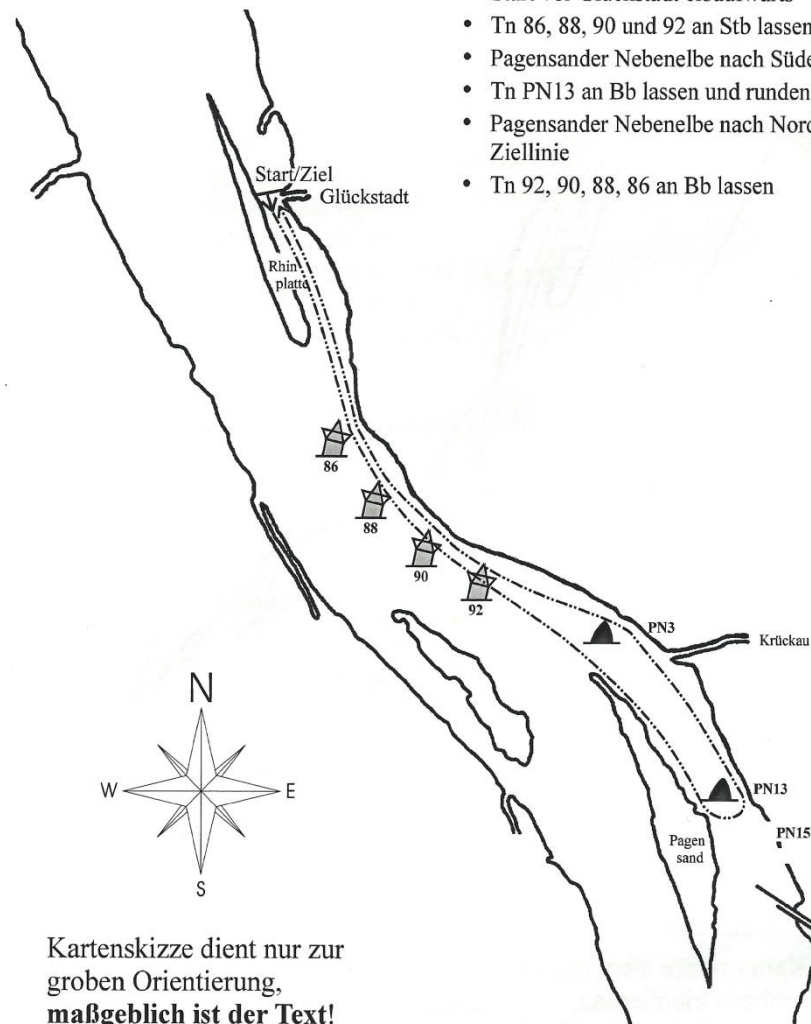 • Tn 86, 88, 90 und 92 an Stb lassen
• Pagensander Nebenelbe nach Süde
• Tn PN13 an Bb lassen und runden
• Pagensander Nebenelbe nach Nord
Ziellinie
• Tn 92, 90, 88, 86 an Bb lassen
Start/Ziel
Glückstadt
Rhin
platte
86
88
90
92
PN3
Krückau
N
W
E
S
PN13
PN15
Pagen
sand
Kartenskizze dient nur zur
groben Orientierung,
maßgeblich ist der Text!